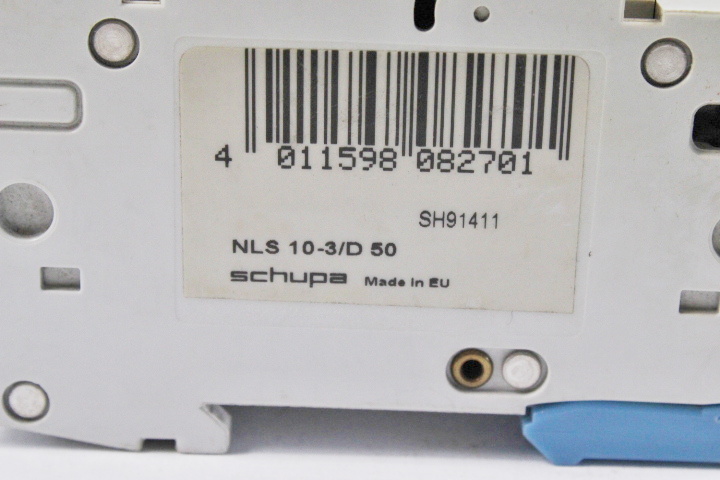 4 011598 082701
SH91411
NLS 10-3/D 50
schupa Made in EU